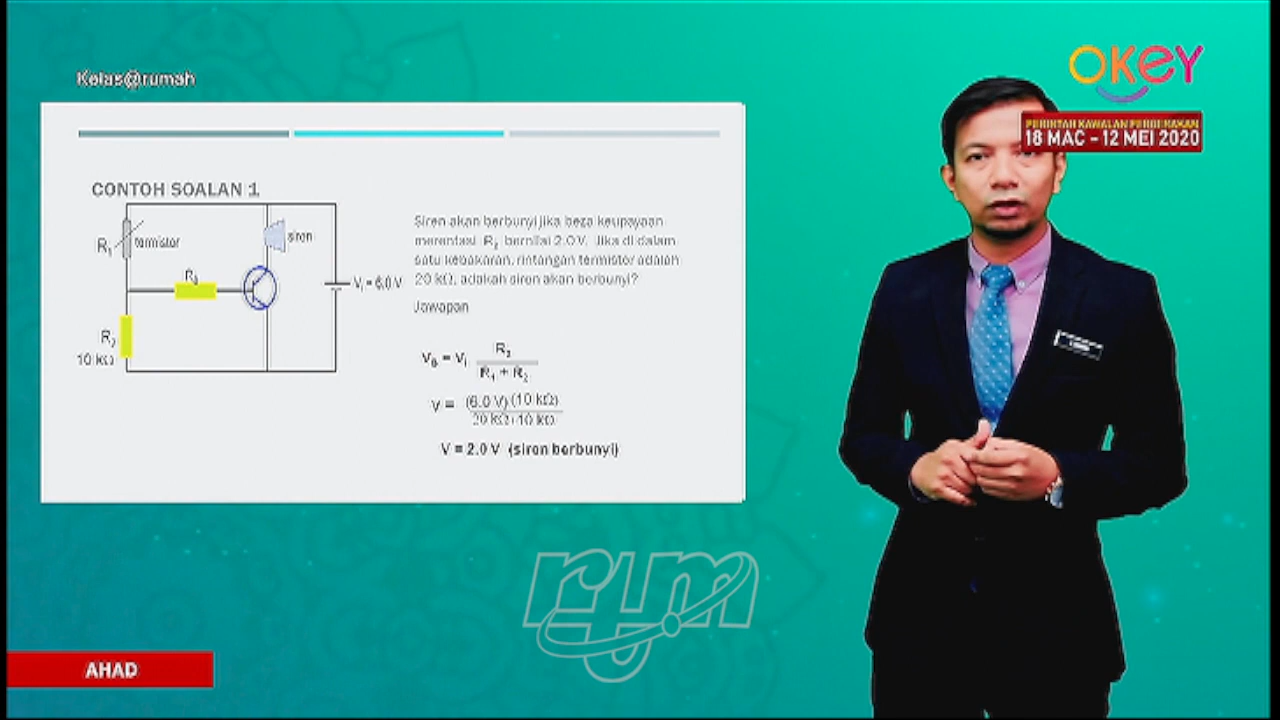 Kelas@rumah
OKEY
PERINTAH KAWALAN PERGERAKAN
18 MAC - 12 MEI 2020
CONTOH SOALAN 1
R₁ termistor
siren
R₃
Vᵢ = 6.0 V
R₂
10 kΩ
Siren akan berbunyi jika beza keupayaan
merentasi R₂ bernilai 2.0 V. Jika di dalam
satu kebakaran, rintangan termistor adalah
20 kΩ, adakah siren akan berbunyi?
Jawapan
= Vᵢ R₂
R₁ + R₂
V = (6.0 V) (10 kΩ)
20 kΩ+10 kΩ
V = 2.0 V (siren berbunyi)
rtm
AHAD